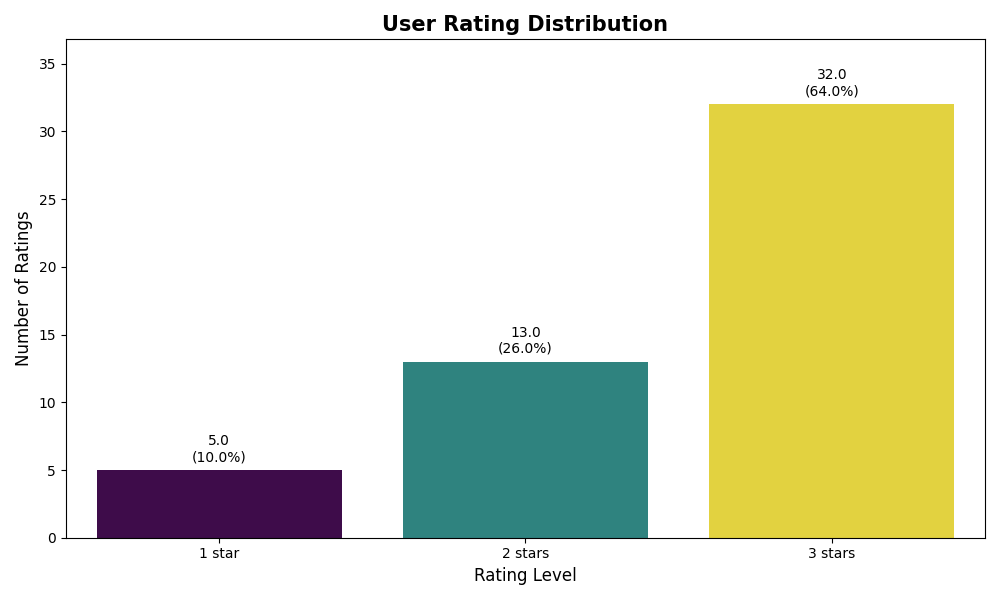 User Rating Distribution
Number of Ratings
35
30
25
20
15
10
5
0
5.0
(10.0%)
13.0
(26.0%)
32.0
(64.0%)
1 star
2 stars
3 stars
Rating Level